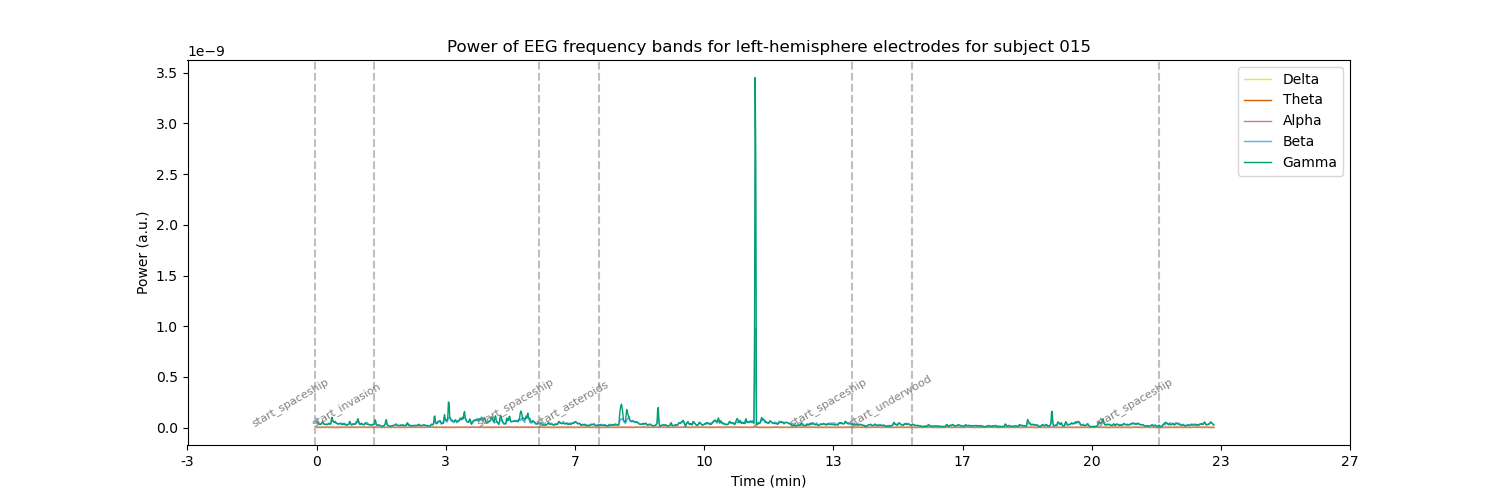 Power of EEG frequency bands for left-hemisphere electrodes for subject 015
1e−9
3.5
3.0
2.5
2.0
1.5
1.0
0.5
0.0
Power (a.u.)
Delta
Theta
Alpha
Beta
Gamma
start_spaceship
start_invasion
start_spaceship
start_asteroids
start_spaceship
start_underwood
start_spaceship
-3
0
3
7
10
13
17
20
23
27
Time (min)